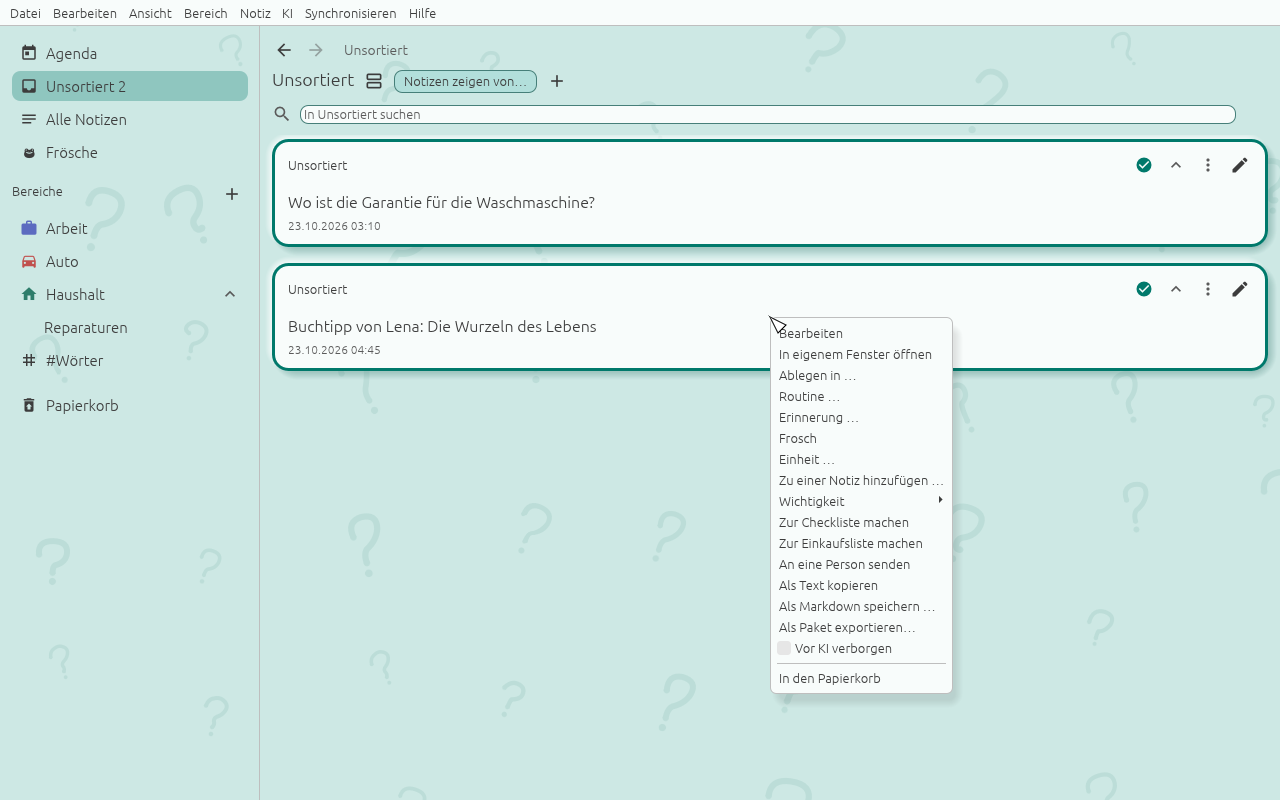 Datei Bearbeiten Ansicht Bereich Notiz KI Synchronisieren Hilfe
Agenda
Unsortiert 2
Alle Notizen
Frösche
Bereiche
Arbeit
Auto
Haushalt
Reparaturen
#Wörter
Papierkorb
Unsortiert
Unsortiert
Notizen zeigen von…
In Unsortiert suchen
Unsortiert
Wo ist die Garantie für die Waschmaschine?
23.10.2026 03:10
Unsortiert
Buchtipp von Lena: Die Wurzeln des Lebens
23.10.2026 04:45
Bearbeiten
In eigenem Fenster öffnen
Ablegen in …
Routine …
Erinnerung …
Frosch
Einheit …
Zu einer Notiz hinzufügen …
Wichtigkeit
Zur Checkliste machen
Zur Einkaufsliste machen
An eine Person senden
Als Text kopieren
Als Markdown speichern …
Als Paket exportieren…
Vor KI verborgen
In den Papierkorb